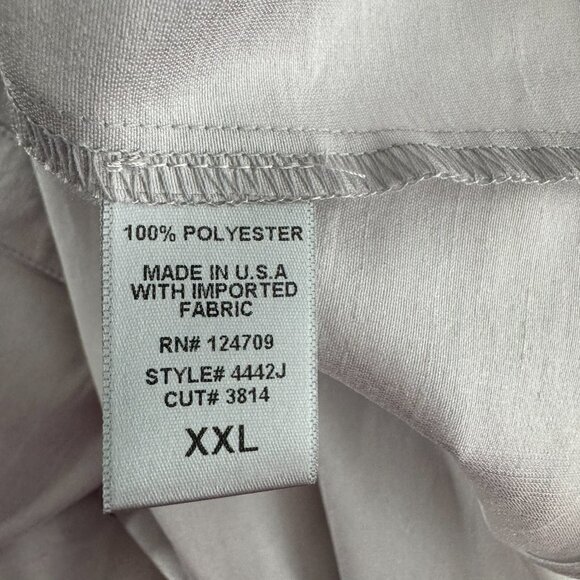 100% POLYESTER
MADE IN U.S.A
WITH IMPORTED
FABRIC
RN# 124709
STYLE# 4442J
CUT# 3814
XXL